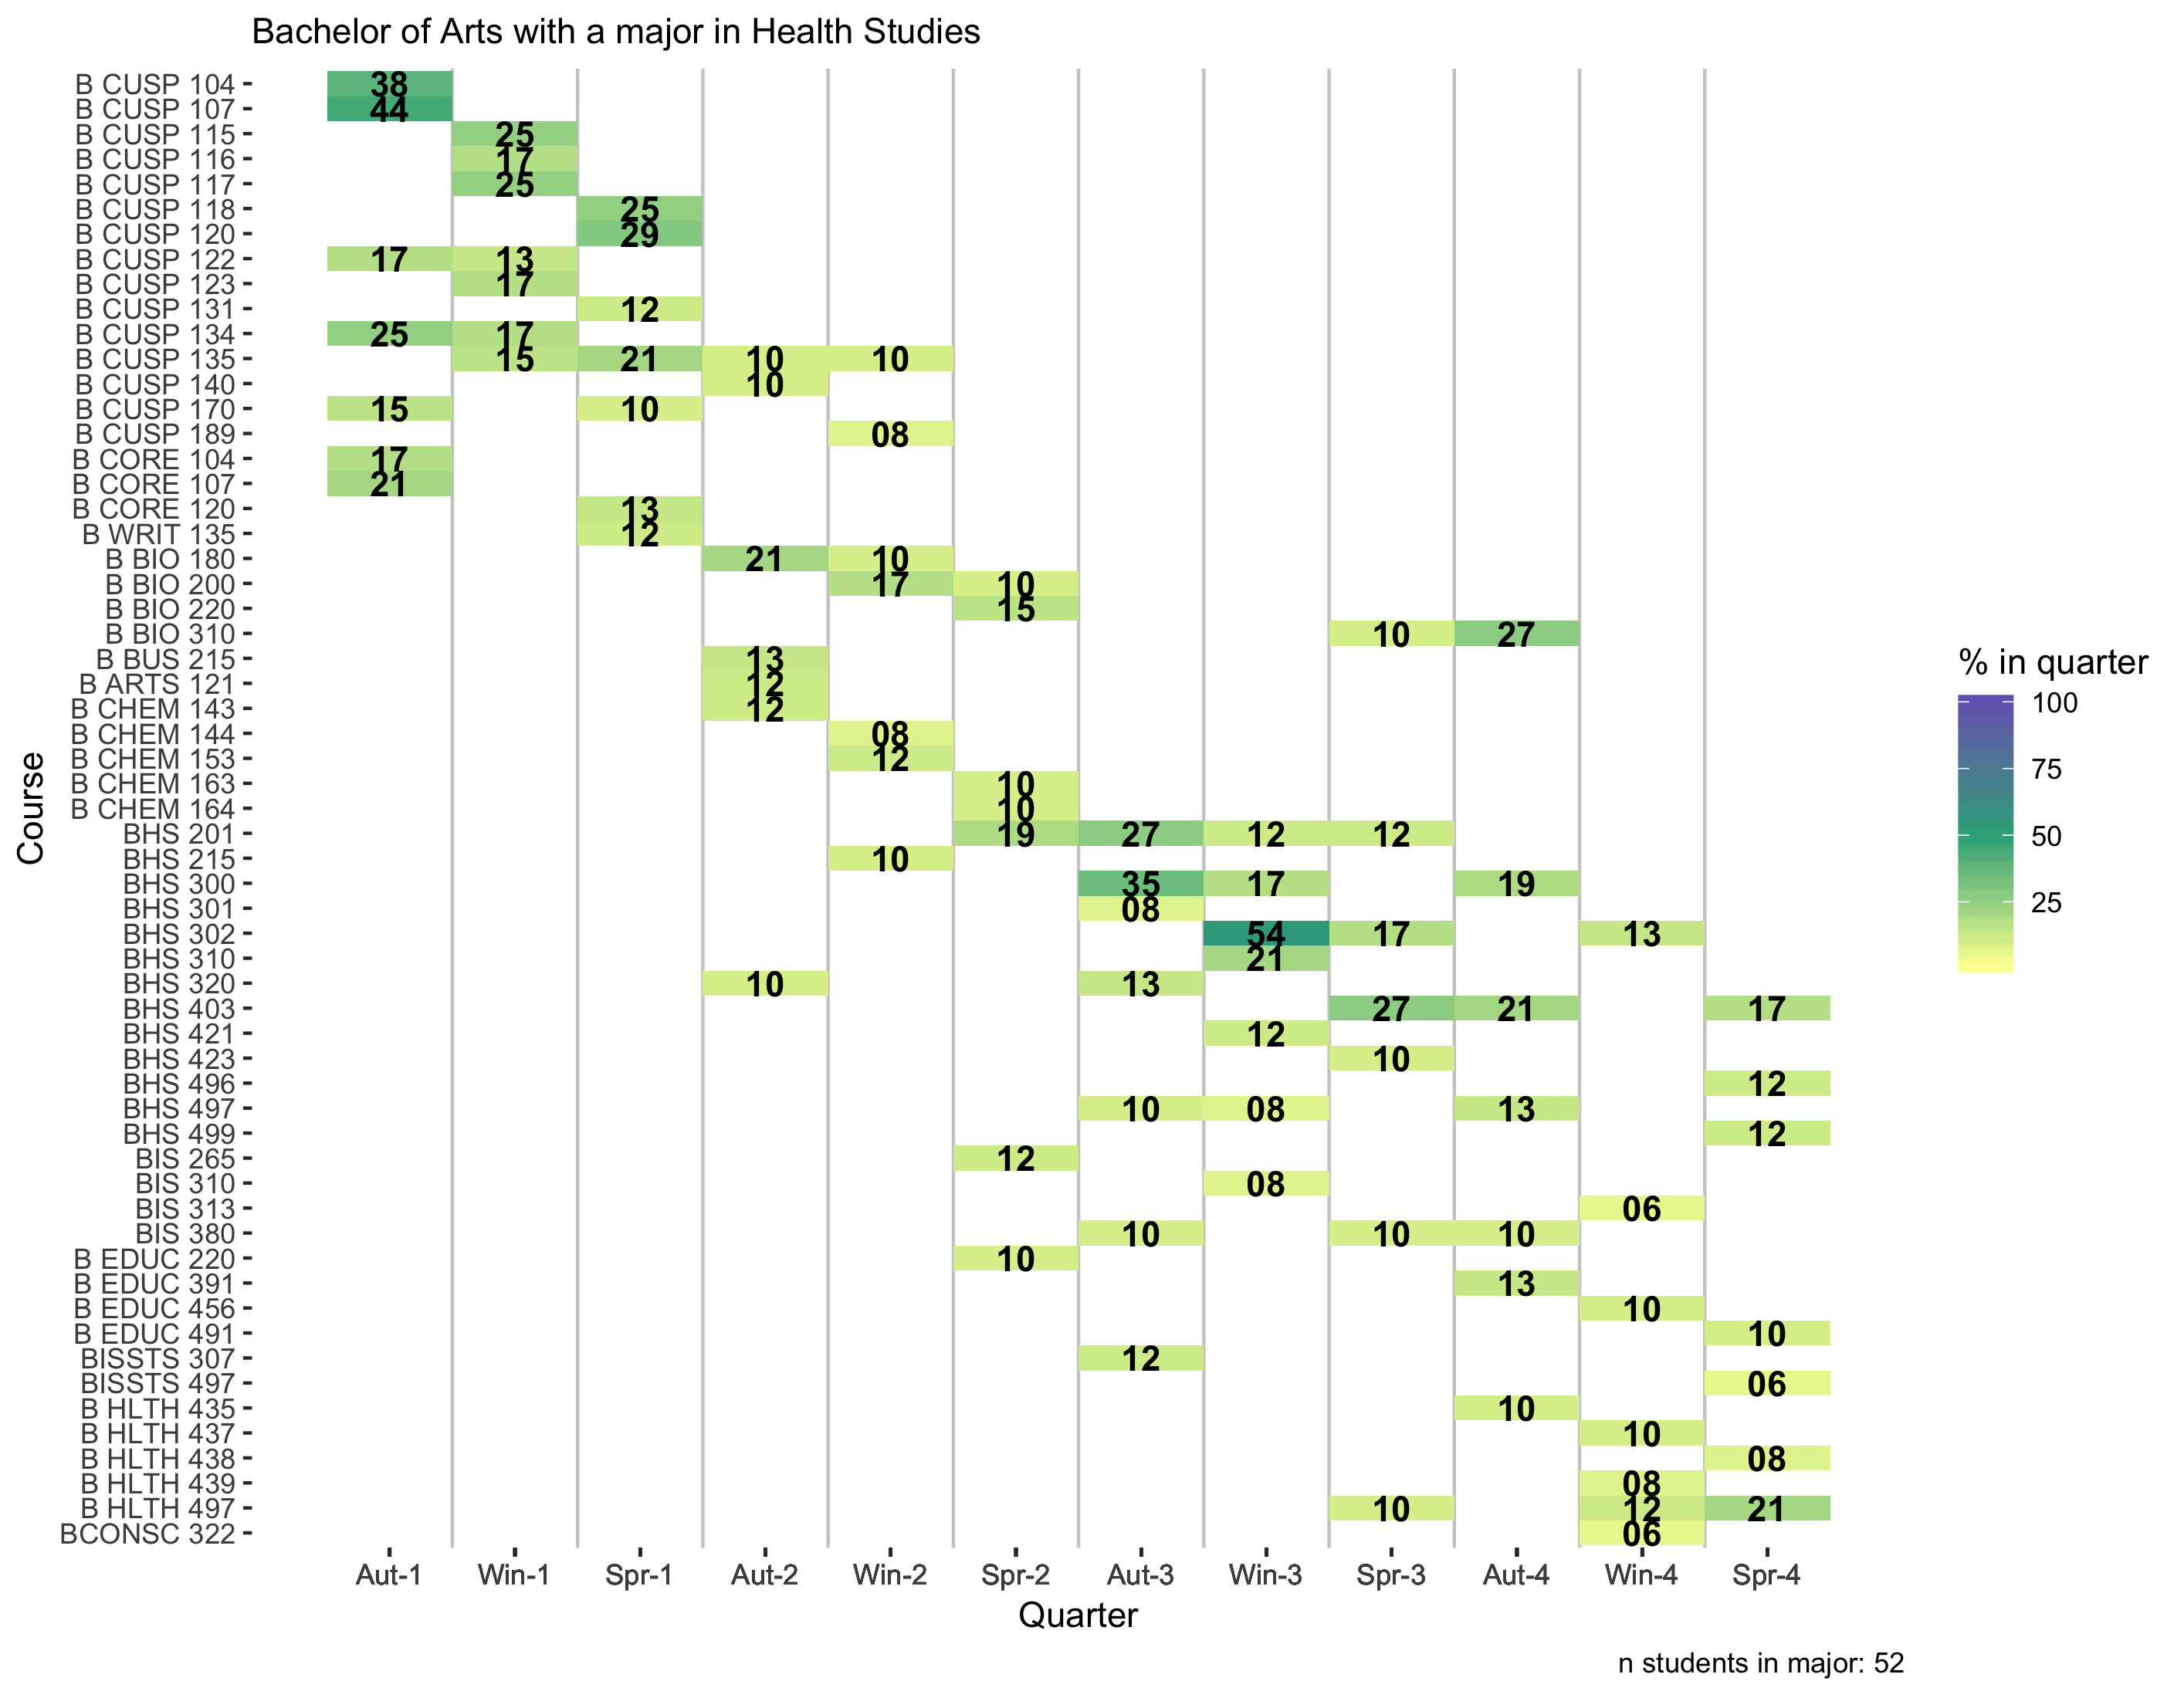 Bachelor of Arts with a major in Health Studies
B CUSP 104 38
B CUSP 107 44
B CUSP 115 25
B CUSP 116 17
B CUSP 117 25
B CUSP 118 25
B CUSP 120 29
B CUSP 122 17 13
B CUSP 123 17
B CUSP 131 12
B CUSP 134 25 17
B CUSP 135 15 21 10 10
B CUSP 140 10
B CUSP 170 15 10
B CUSP 189 08
B CORE 104 17
B CORE 107 21
B CORE 120 13
B WRIT 135 12
B BIO 180 21 10
B BIO 200 17 10
B BIO 220 15
B BIO 310 10 27
B BUS 215 13
B ARTS 121 12
B CHEM 143 12
B CHEM 144 08
B CHEM 153 12
B CHEM 163 10
B CHEM 164 10
BHS 201 19 27 12 12
BHS 215 10
BHS 300 35 17 19
BHS 301 08
BHS 302 54 17 13
BHS 310 21
BHS 320 10 13
BHS 403 27 21 17
BHS 421 12
BHS 423 10
BHS 496 12
BHS 497 10 08 13
BHS 499 12
BIS 265 12
BIS 310 08
BIS 313 06
BIS 380 10 10 10
B EDUC 220 10
B EDUC 391 13
B EDUC 456 10
B EDUC 491 10
BISSTS 307 12
BISSTS 497 06
B HLTH 435 10
B HLTH 437 10
B HLTH 438 08
B HLTH 439 08
B HLTH 497 10 12 21
BCONSC 322 06
Course
Aut-1 Win-1 Spr-1 Aut-2 Win-2 Spr-2 Aut-3 Win-3 Spr-3 Aut-4 Win-4 Spr-4
Quarter
% in quarter
100
75
50
25
n students in major: 52